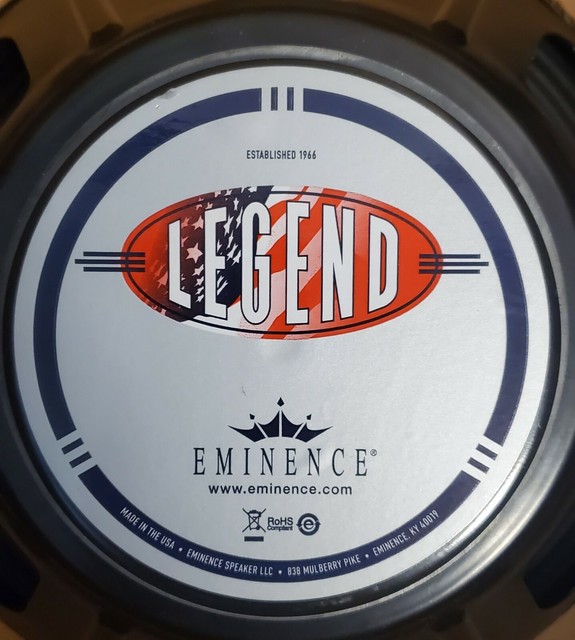 ESTABLISHED 1966
LEGEND
EMINENCE®
www.eminence.com
RoHS
Compliant
e
MADE IN THE USA • EMINENCE SPEAKER LLC • 838 MULBERRY PIKE • EMINENCE, KY 40019